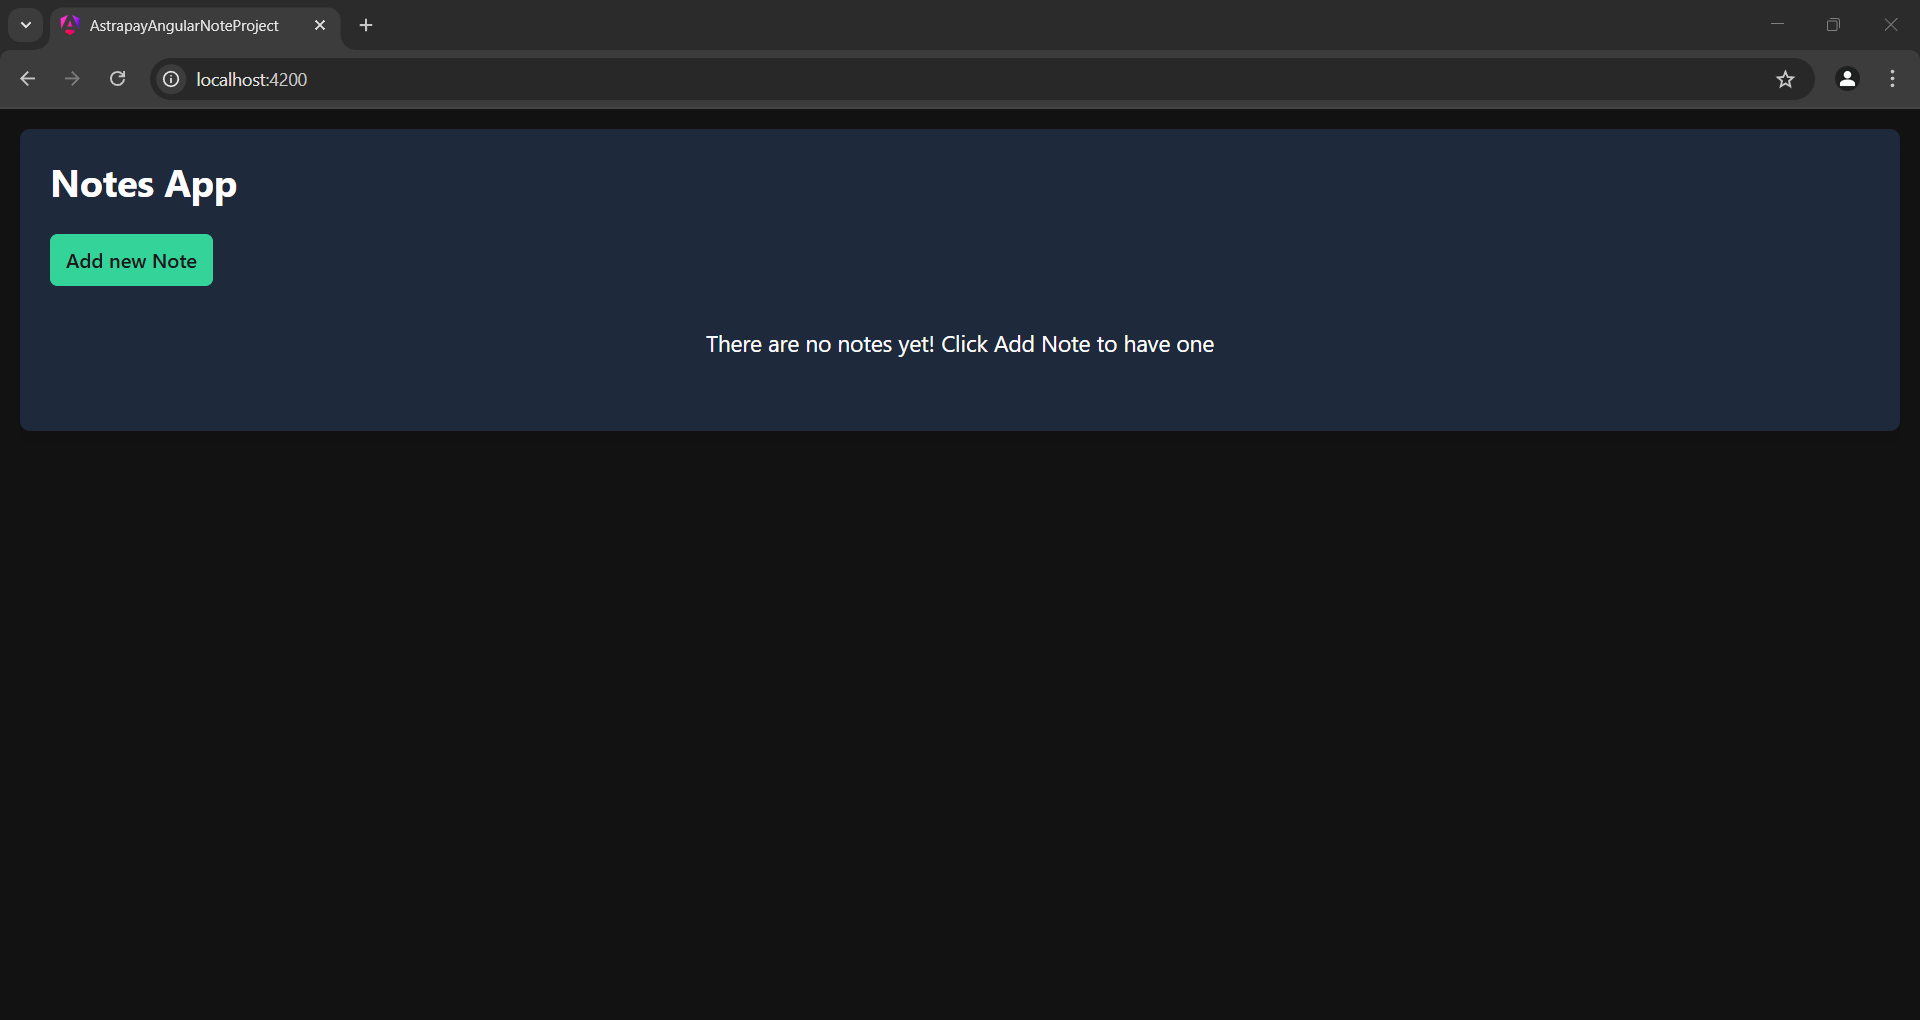 AstrapayAngularNoteProject
localhost:4200
Notes App
Add new Note
There are no notes yet! Click Add Note to have one